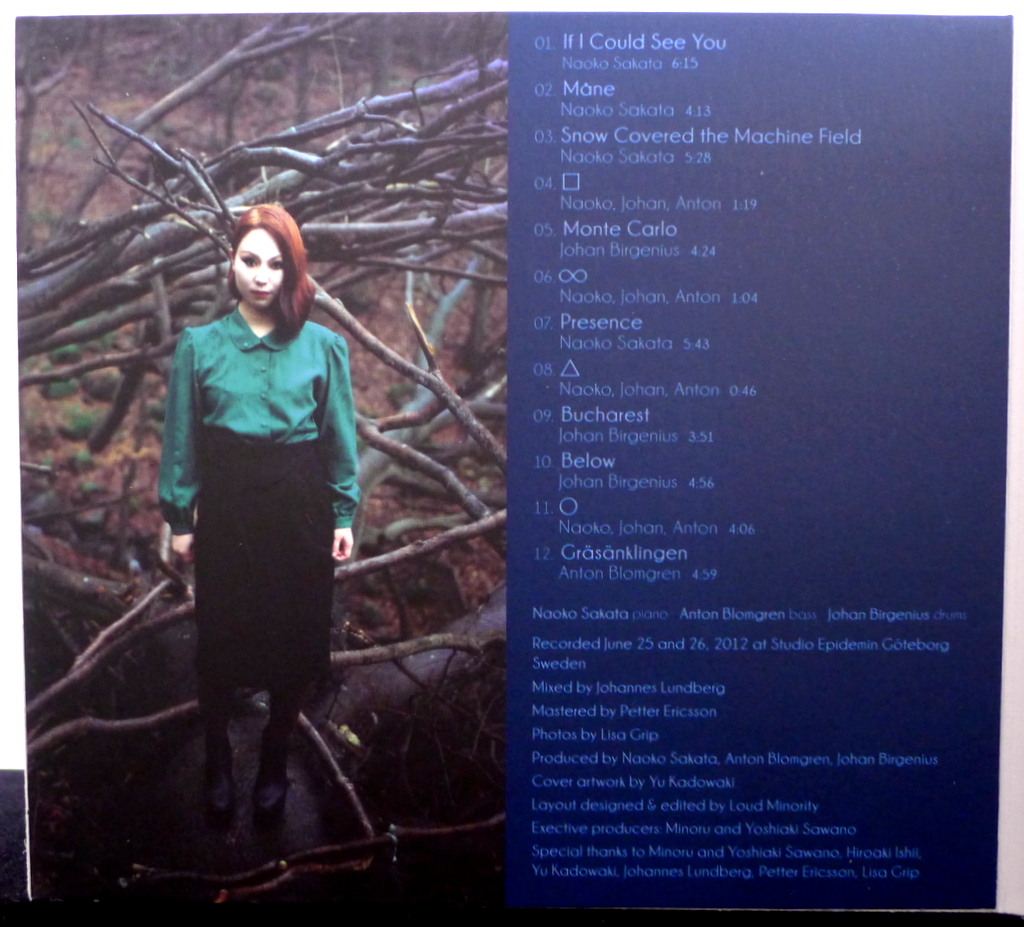 01. If I Could See You
Naoko Sakata 6:15
02. Måne
Naoko Sakata 4:13
03. Snow Covered the Machine Field
Naoko Sakata 5:28
04. □
Naoko, Johan, Anton 1:19
05. Monte Carlo
Johan Birgenius 4:24
06. ∞
Naoko, Johan, Anton 1:04
07. Presence
Naoko Sakata 5:43
08. △
Naoko, Johan, Anton 0:46
09. Bucharest
Johan Birgenius 3:51
10. Below
Johan Birgenius 4:56
11. ○
Naoko, Johan, Anton 4:06
12. Gräsänklingen
Anton Blomgren 4:59
Naoko Sakata piano Anton Blomgren bass Johan Birgenius drums
Recorded June 25 and 26, 2012 at Studio Epidemin Göteborg
Sweden
Mixed by Johannes Lundberg
Mastered by Petter Ericsson
Photos by Lisa Grip
Produced by Naoko Sakata, Anton Blomgren, Johan Birgenius
Cover artwork by Yu Kadowaki
Layout designed & edited by Loud Minority
Exective producers: Minoru and Yoshiaki Sawano
Special thanks to Minoru and Yoshiaki Sawano, Hiroaki Ishii,
Yu Kadowaki, Johannes Lundberg, Petter Ericsson, Lisa Grip